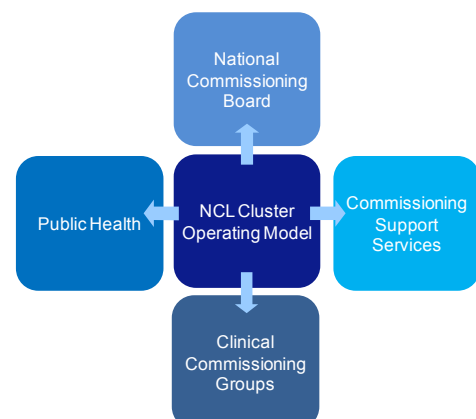 National
Commissioning
Board
Public Health
NCL Cluster
Operating Model
Commissioning
Support
Services
Clinical
Commissioning
Groups